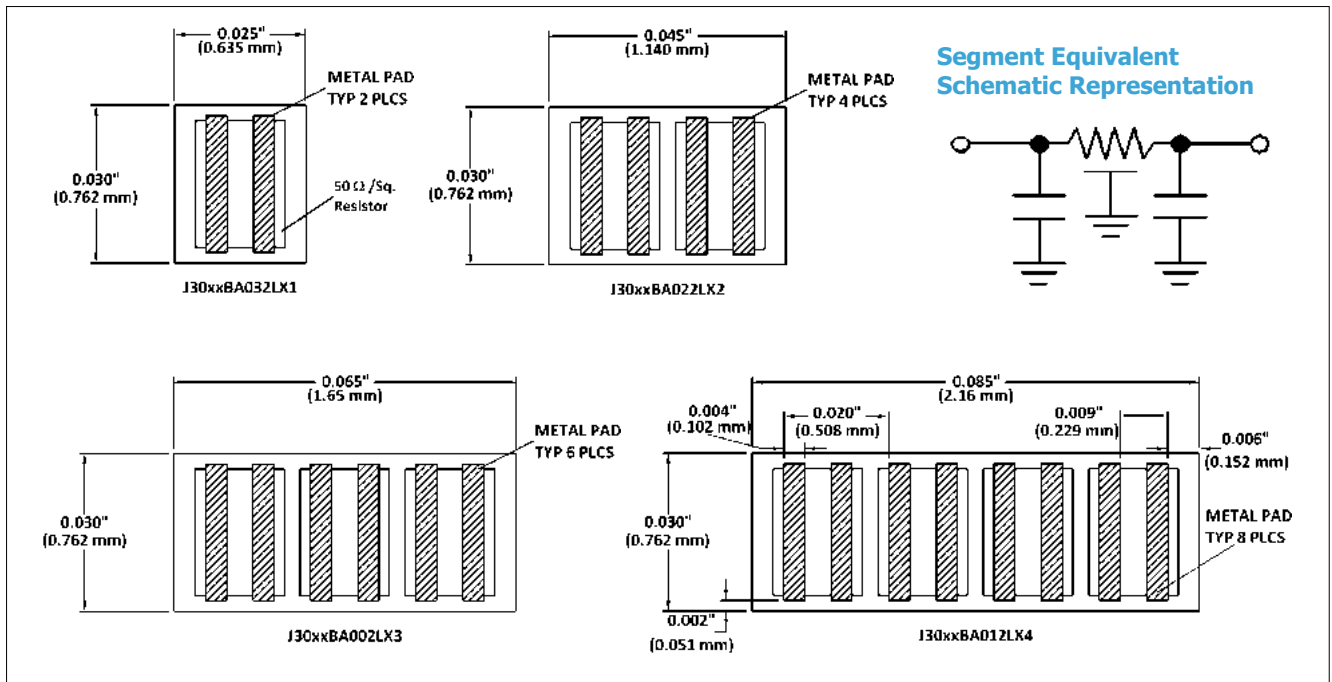 0.025"
(0.635 mm)
METAL PAD
TYP 2 PLCS
0.030"
(0.762 mm)
50 Ω /Sq.
Resistor
J30xxBA032LX1
0.045"
(1.140 mm)
METAL PAD
TYP 4 PLCS
0.030"
(0.762 mm)
J30xxBA022LX2
Segment Equivalent
Schematic Representation
0.065"
(1.65 mm)
METAL PAD
TYP 6 PLCS
0.030"
(0.762 mm)
J30xxBA002LX3
0.085"
(2.16 mm)
0.004"
(0.102 mm)
0.020"
(0.508 mm)
0.009"
(0.229 mm)
0.006"
(0.152 mm)
0.030"
(0.762 mm)
METAL PAD
TYP 8 PLCS
0.002"
(0.051 mm)
J30xxBA012LX4